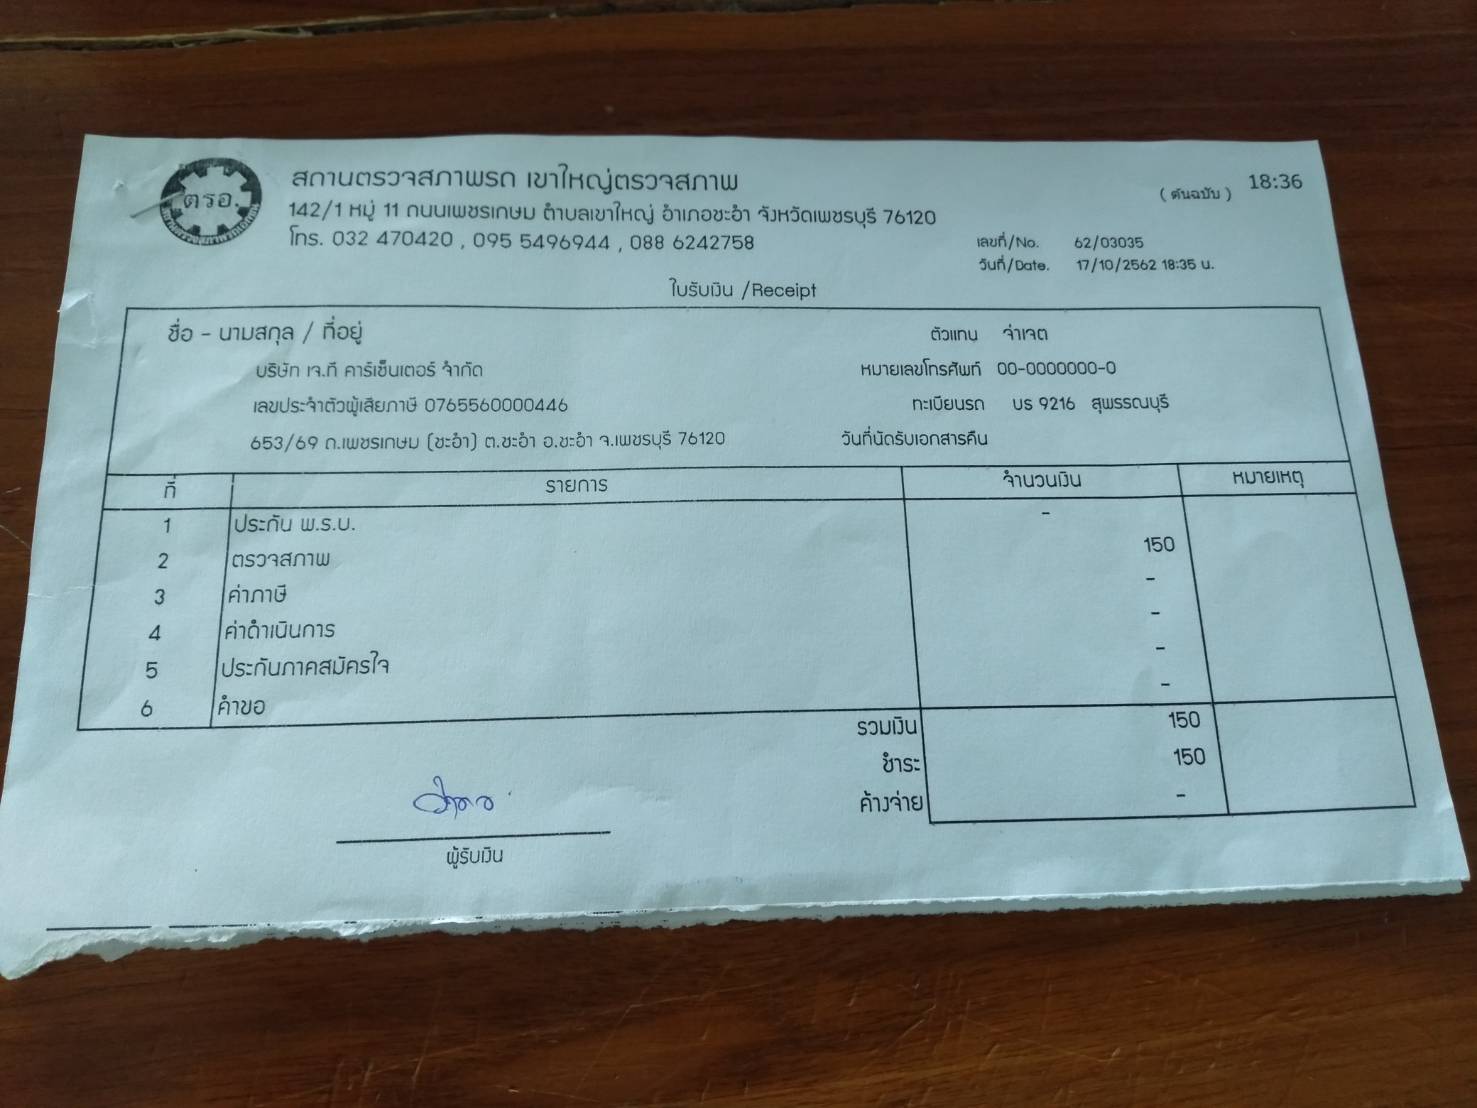 ตรอ.
สถานตรวจสภาพรถ เขาใหญ่ตรวจสภาพ
( ต้นฉบับ ) 18:36
142/1 หมู่ 11 ถนนเพชรเกษม ตำบลเขาใหญ่ อำเภอชะอำ จังหวัดเพชรบุรี 76120
โทร. 032 470420 , 095 5496944 , 088 6242758
เลขที่/No. 62/03035
วันที่/Date. 17/10/2562 18:35 น.
ใบรับเงิน /Receipt
ชื่อ - นามสกุล / ที่อยู่ ตัวแทน จ่าเจต
บริษัท เจ.ที คาร์เซ็นเตอร์ จำกัด หมายเลขโทรศัพท์ 00-0000000-0
เลขประจำตัวผู้เสียภาษี 0765560000446 ทะเบียนรถ บร 9216 สุพรรณบุรี
653/69 ถ.เพชรเกษม (ชะอำ) ต.ชะอำ อ.ชะอำ จ.เพชรบุรี 76120 วันที่นัดรับเอกสารคืน
ที่ รายการ จำนวนเงิน หมายเหตุ
1 ประกัน พ.ร.บ. -
2 ตรวจสภาพ 150
3 ค่าภาษี -
4 ค่าดำเนินการ -
5 ประกันภาคสมัครใจ -
6 คำขอ -
รวมเงิน 150
ชำระ 150
ค้างจ่าย -
ผู้รับเงิน